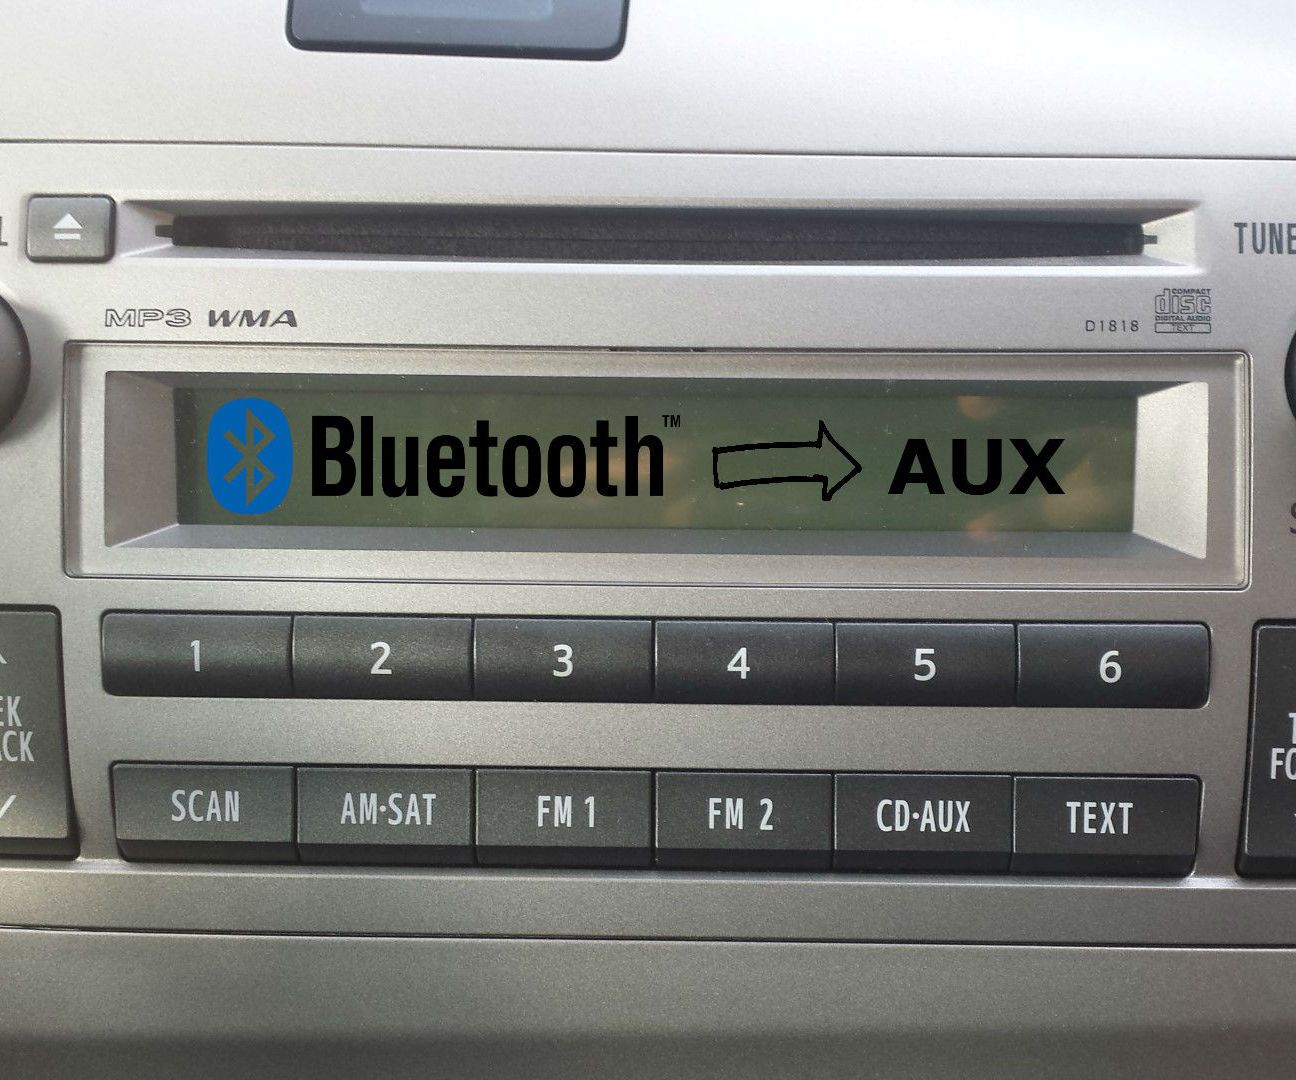 TUNE
MP3 WMA
COMPACT
disc
DIGITAL AUDIO
TEXT
D1818
Bluetooth™ AUX
1 2 3 4 5 6
SCAN AM·SAT FM 1 FM 2 CD·AUX TEXT